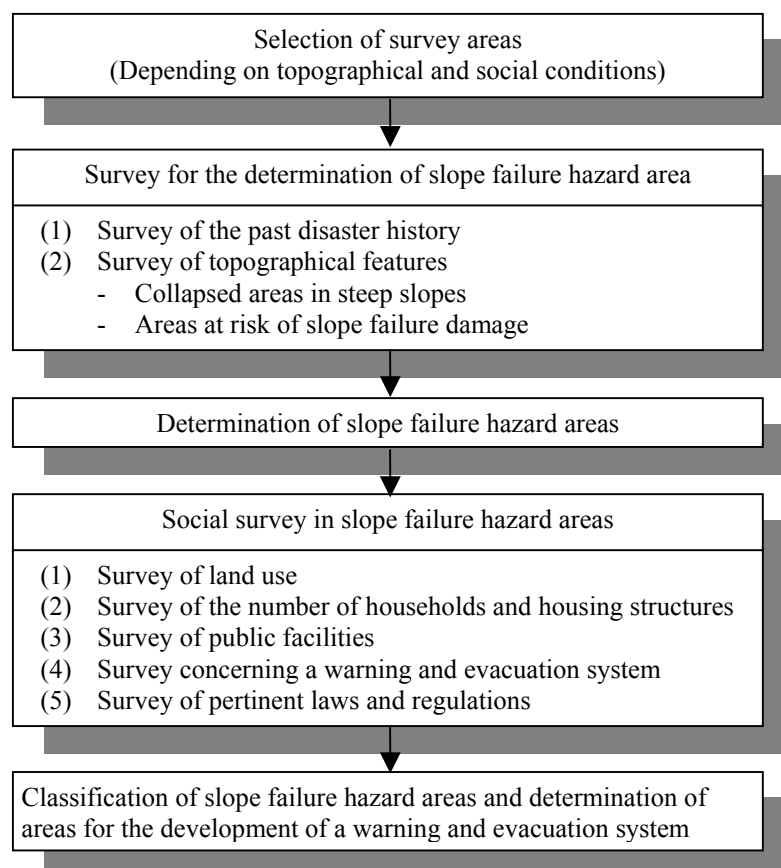 Selection of survey areas
(Depending on topographical and social conditions)
Survey for the determination of slope failure hazard area
(1) Survey of the past disaster history
(2) Survey of topographical features
- Collapsed areas in steep slopes
- Areas at risk of slope failure damage
Determination of slope failure hazard areas
Social survey in slope failure hazard areas
(1) Survey of land use
(2) Survey of the number of households and housing structures
(3) Survey of public facilities
(4) Survey concerning a warning and evacuation system
(5) Survey of pertinent laws and regulations
Classification of slope failure hazard areas and determination of
areas for the development of a warning and evacuation system